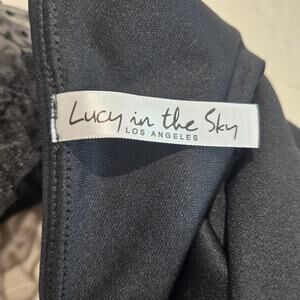 Lucy in the Sky
LOS ANGELES